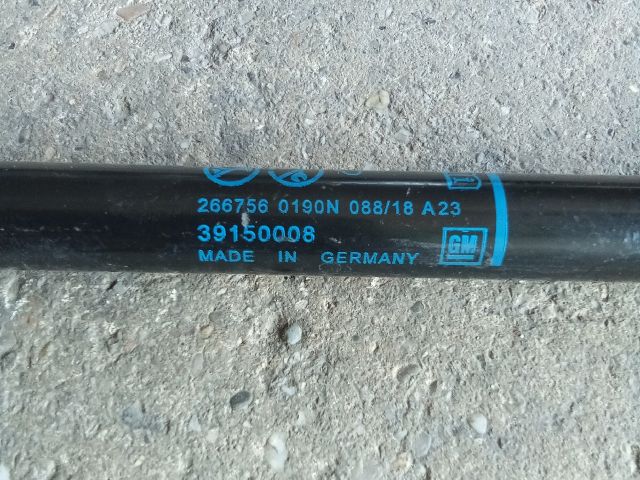 266756 0190N 088/18 A23
39150008
GM
MADE IN GERMANY